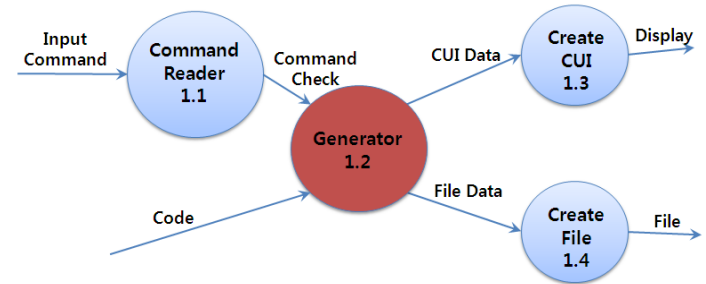 Input
Command
Command
Reader
1.1
Command
Check
Generator
1.2
Code
CUI Data
Create
CUI
1.3
Display
File Data
Create
File
1.4
File